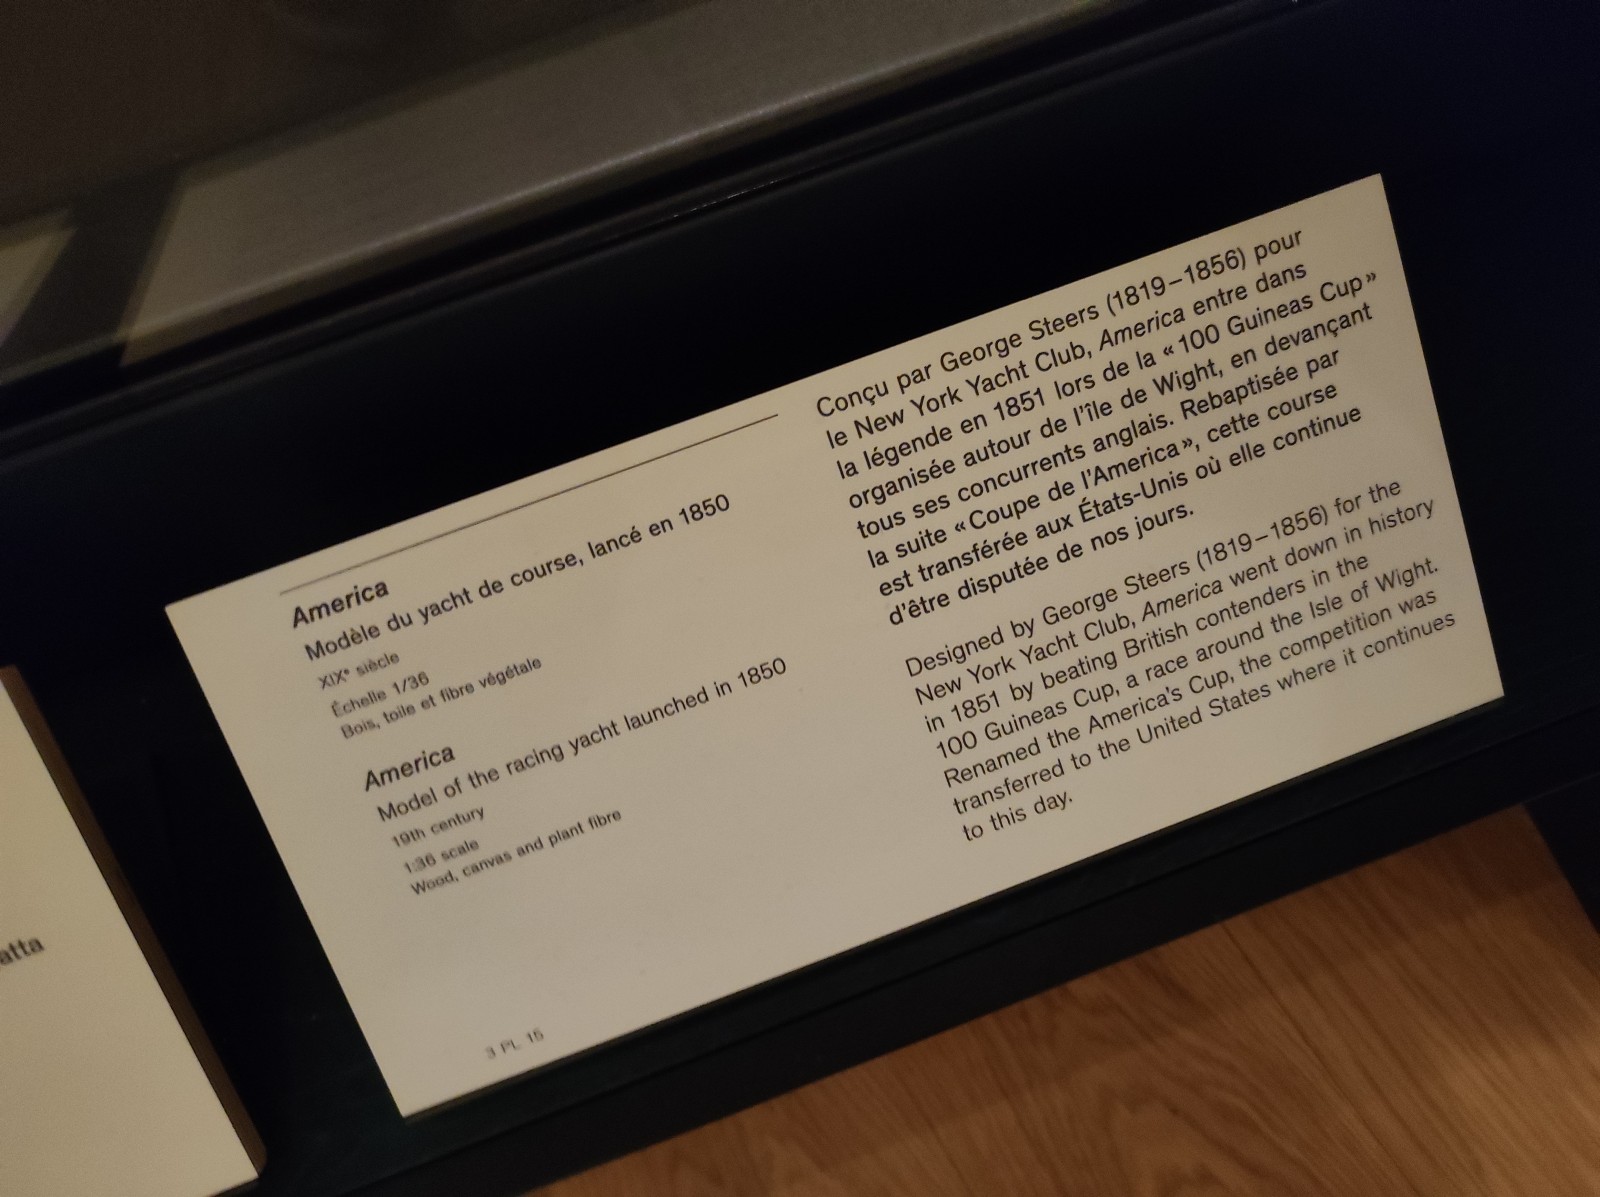 America
Modèle du yacht de course, lancé en 1850
XIXe siècle
Échelle 1/36
Bois, toile et fibre végétale
America
Model of the racing yacht launched in 1850
19th century
1:36 scale
Wood, canvas and plant fibre
3 PL 15
Conçu par George Steers (1819–1856) pour
le New York Yacht Club, America entre dans
la légende en 1851 lors de la « 100 Guineas Cup »
organisée autour de l'île de Wight, en devançant
tous ses concurrents anglais. Rebaptisée par
la suite « Coupe de l'America », cette course
est transférée aux États-Unis où elle continue
d'être disputée de nos jours.
Designed by George Steers (1819–1856) for the
New York Yacht Club, America went down in history
in 1851 by beating British contenders in the
100 Guineas Cup, a race around the Isle of Wight.
Renamed the America's Cup, the competition was
transferred to the United States where it continues
to this day.